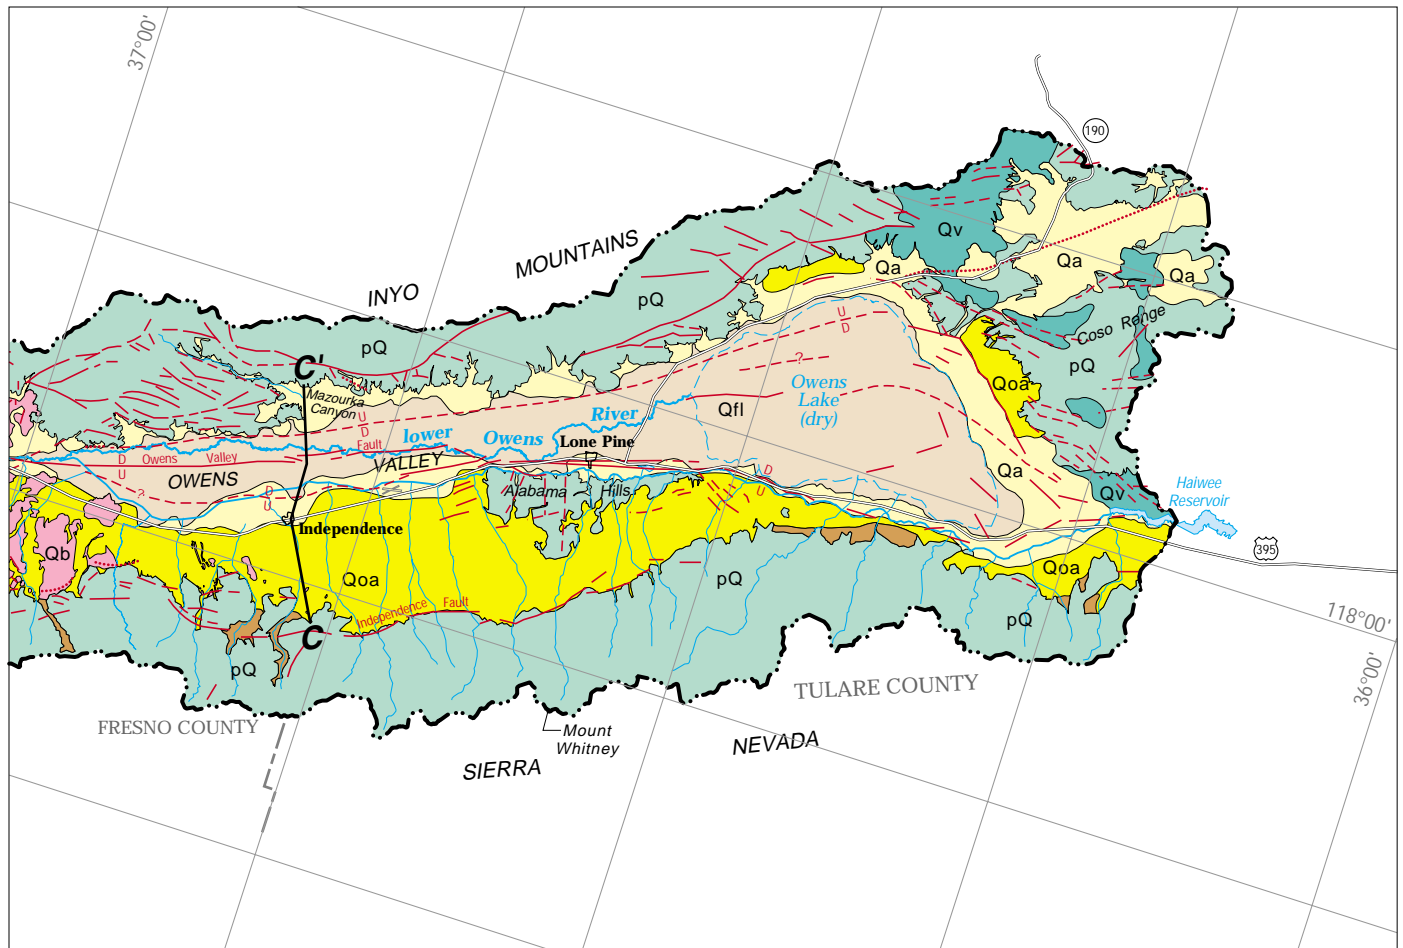 37°00'
190
Qv
MOUNTAINS
Qa
Qa
Qa
INYO
pQ
U
D
Coso Range
pQ
C'
?
pQ
Owens
Lake
(dry)
Qoa
Mazourka
Canyon
U
D
Qfl
River
Fault
lower
Owens
Lone Pine
D
Owens Valley
VALLEY
U
OWENS
D
Qa
?
D
U
Alabama Hills
U
Qv
Haiwee
Reservoir
Independence
395
Qb
Qoa
pQ
Qoa
Independence Fault
118°00'
pQ
C
pQ
36°00'
TULARE COUNTY
FRESNO COUNTY
Mount
Whitney
NEVADA
SIERRA